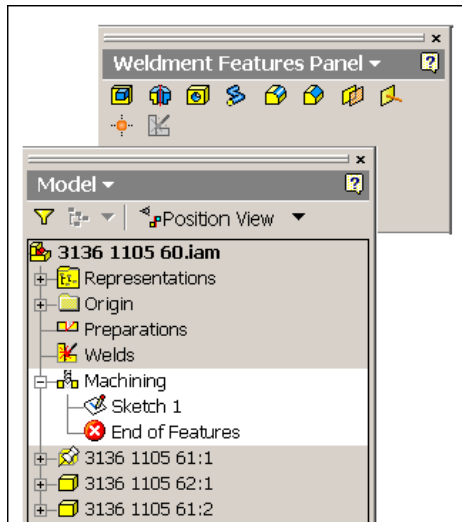 Weldment Features Panel
Model
Position View
3136 1105 60.iam
Representations
Origin
Preparations
Welds
Machining
Sketch 1
End of Features
3136 1105 61:1
3136 1105 62:1
3136 1105 61:2